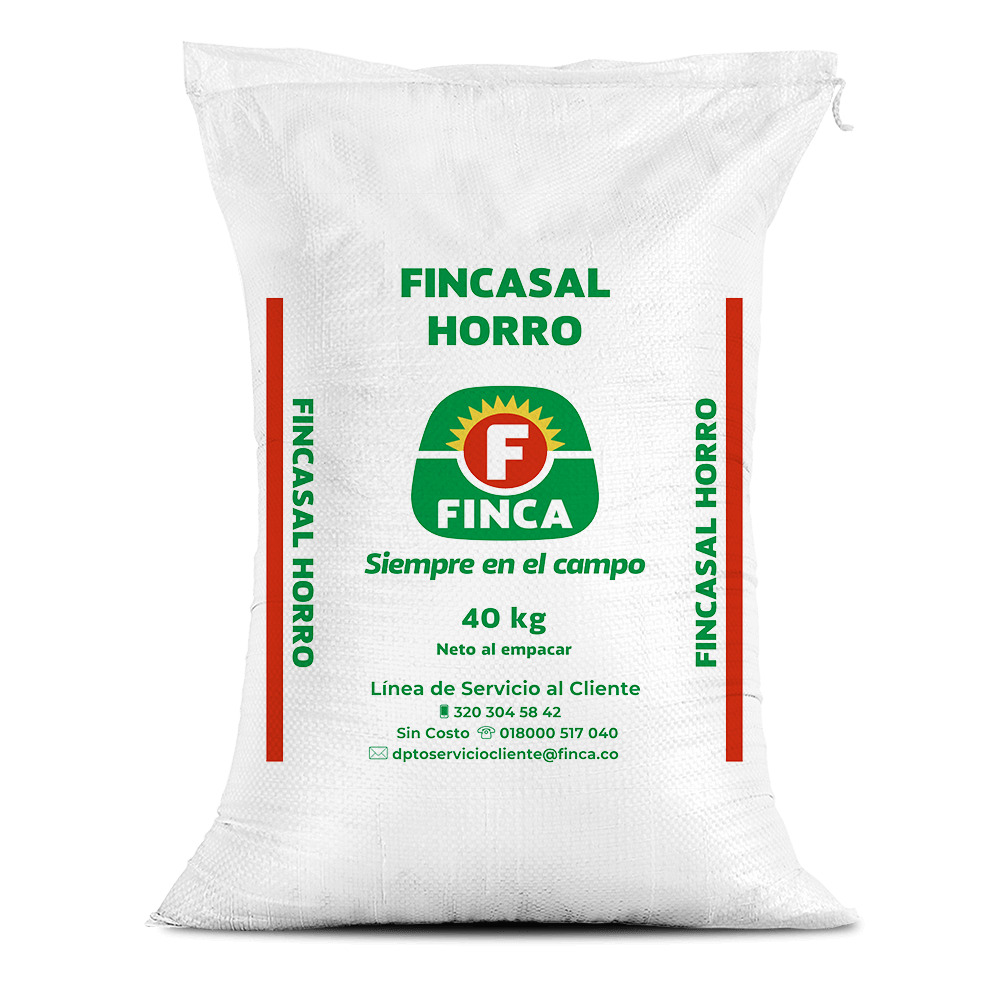 FINCASAL
HORRO
FINCASAL HORRO
F
FINCA
Siempre en el campo
40 kg
Neto al empacar
Línea de Servicio al Cliente
320 304 58 42
Sin Costo 018000 517 040
dptoserviciocliente@finca.co
FINCASAL HORRO